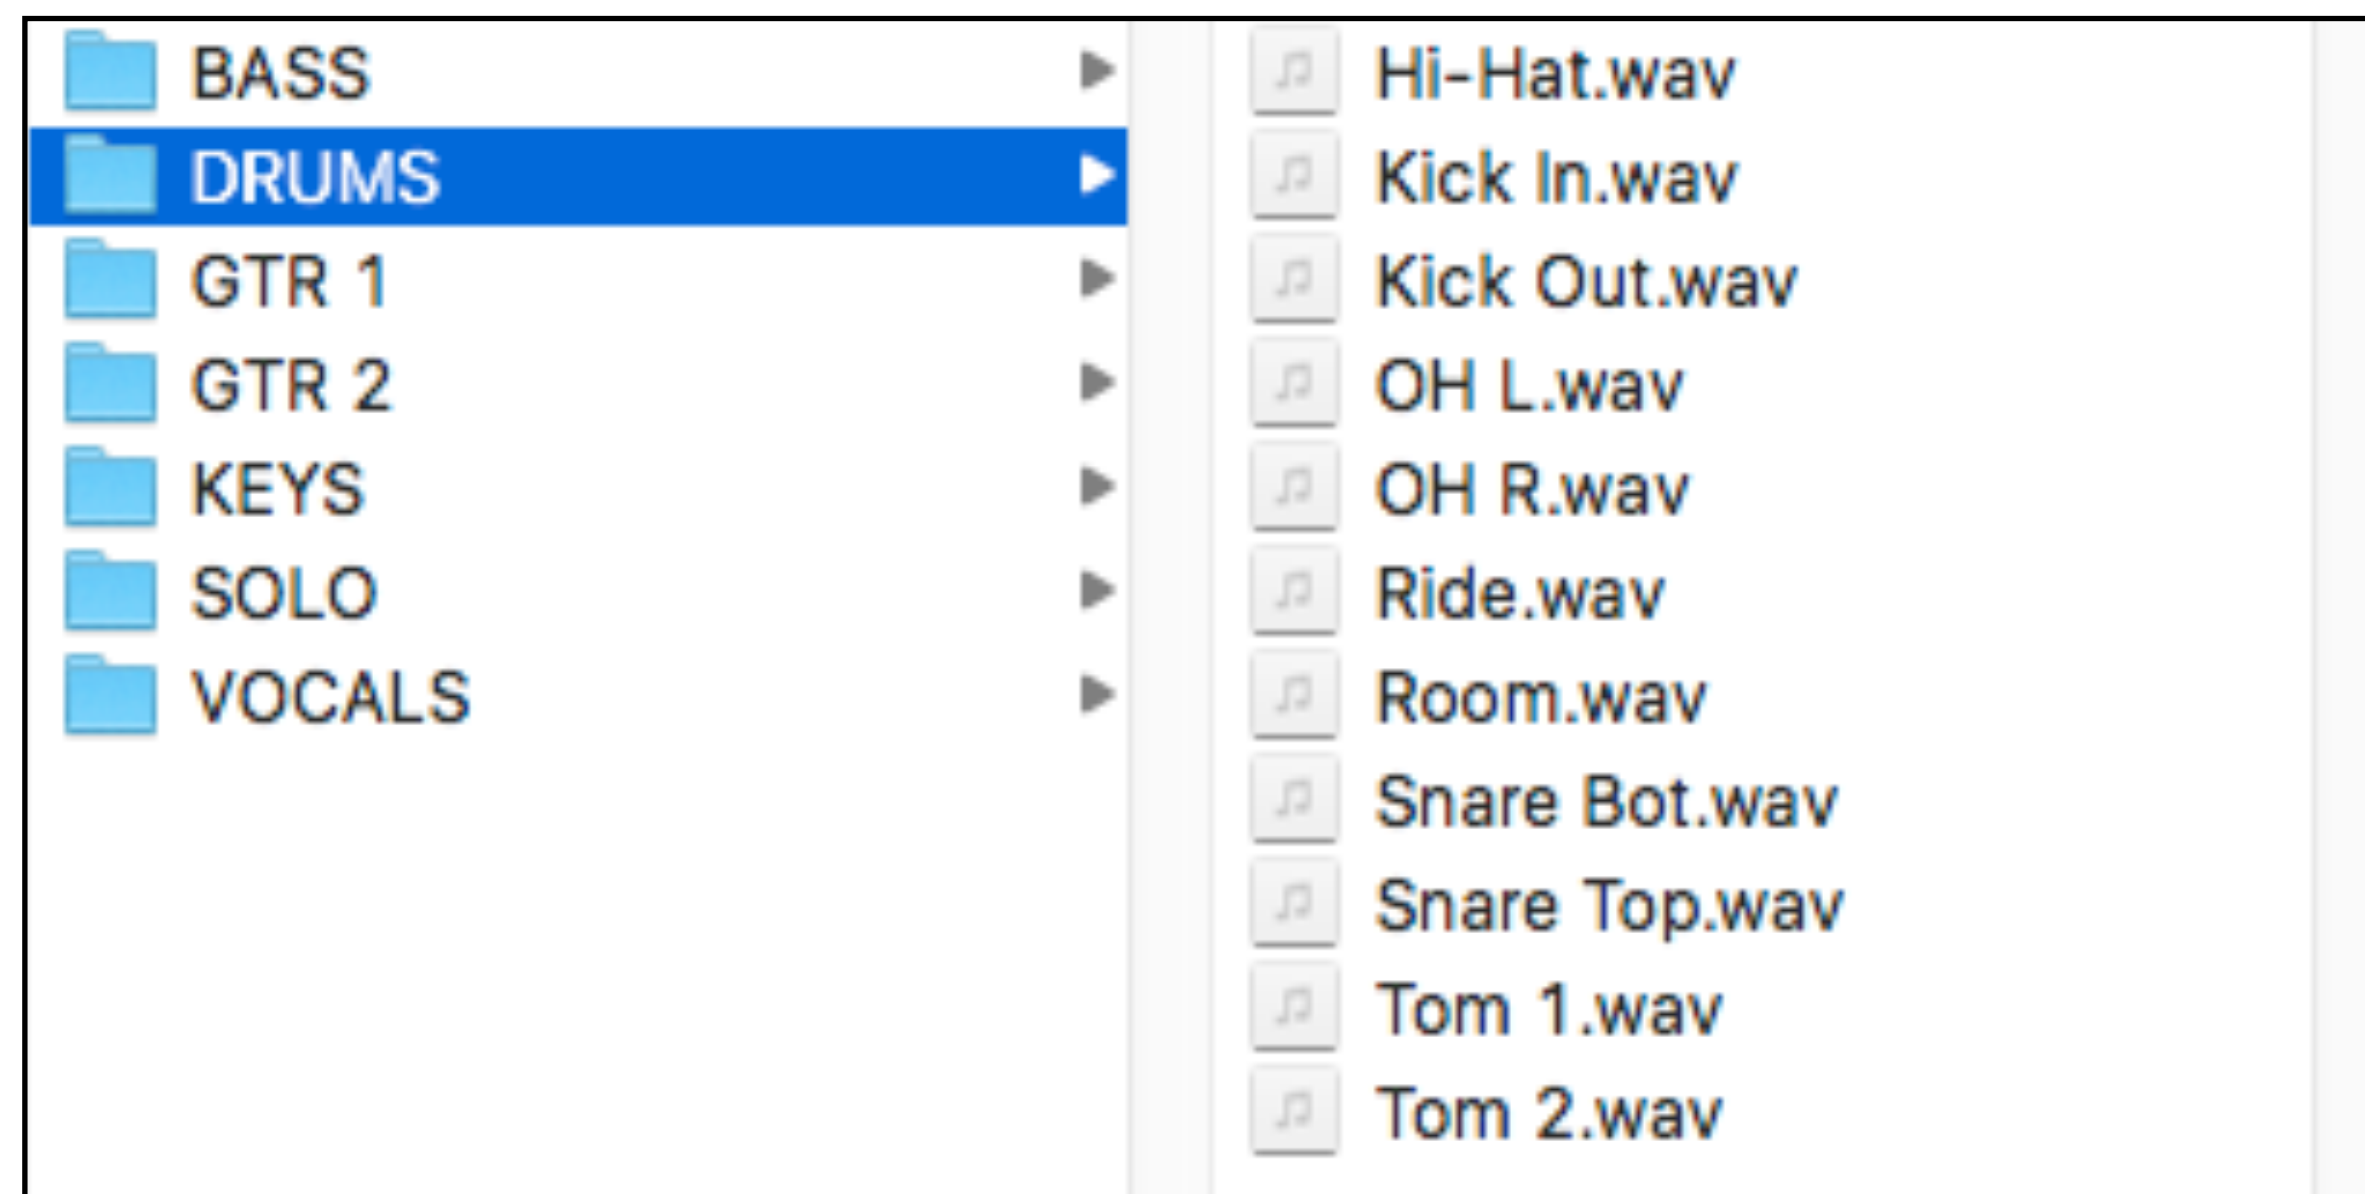 BASS
DRUMS
GTR 1
GTR 2
KEYS
SOLO
VOCALS
Hi-Hat.wav
Kick In.wav
Kick Out.wav
OH L.wav
OH R.wav
Ride.wav
Room.wav
Snare Bot.wav
Snare Top.wav
Tom 1.wav
Tom 2.wav